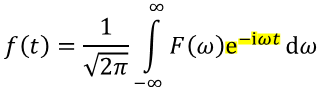 f(t) = 1/√2π ∫_{-∞}^{∞} F(ω)e^{-iωt} dω